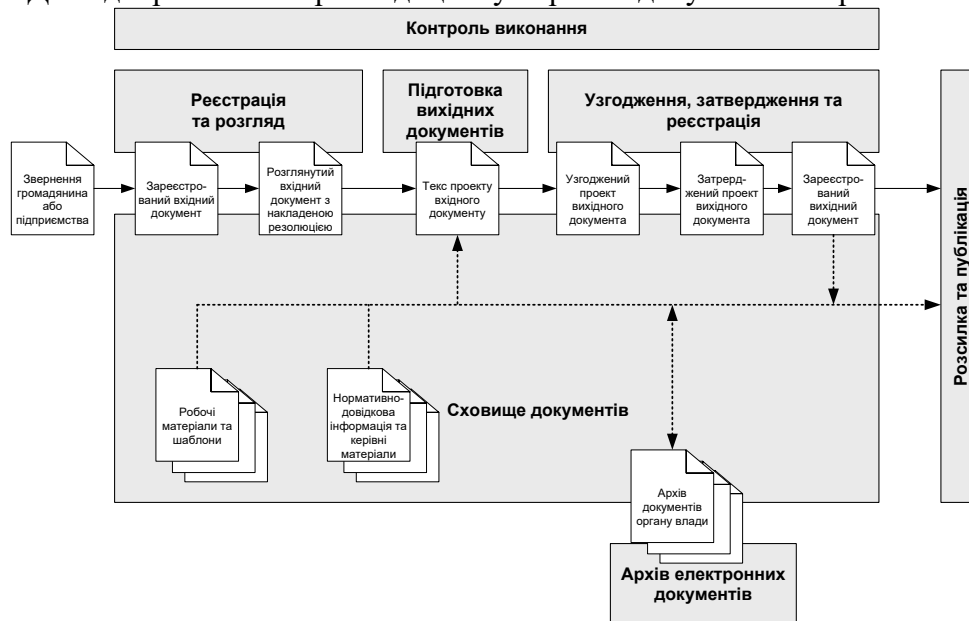 Контроль виконання
Реєстрація
та розгляд
Підготовка
вихідних
документів
Узгодження, затвердження та
реєстрація
Звернення
громадянина
або
підприємства
Зареєстро-
ваний вхідний
документ
Розглянутий
вхідний
документ з
накладеною
резолюцією
Текс проекту
вхідного
документу
Узгоджений
проект
вихідного
документа
Затрерд-
жений проект
вихідного
документа
Зареєстро-
ваний
вихідний
документ
Розсилка та публікація
Робочі
матеріали та
шаблони
Нормативно-
довідкова
інформація та
керівні
матеріали
Сховище документів
Архів
документів
органу влади
Архів електронних
документів